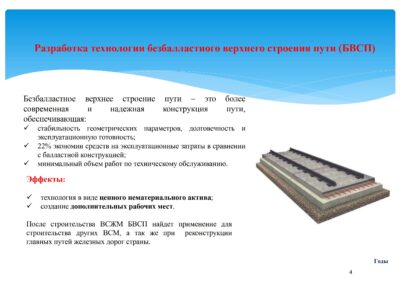 Разработка технологии безбалластного верхнего строения пути (БВСП)
Безбалластное верхнее строение пути – это более
современная и надежная конструкция пути,
обеспечивающая:
✓ стабильность геометрических параметров, долговечность и
эксплуатационную готовность;
✓ 22% экономия средств на эксплуатационные затраты в сравнении
с балластной конструкцией;
✓ минимальный объем работ по техническому обслуживанию.
Эффекты:
✓ технология в виде ценного нематериального актива;
✓ создание дополнительных рабочих мест.
После строительства ВСЖМ БВСП найдет применение для
строительства других ВСМ, а так же при реконструкции
главных путей железных дорог страны.
Годы
4